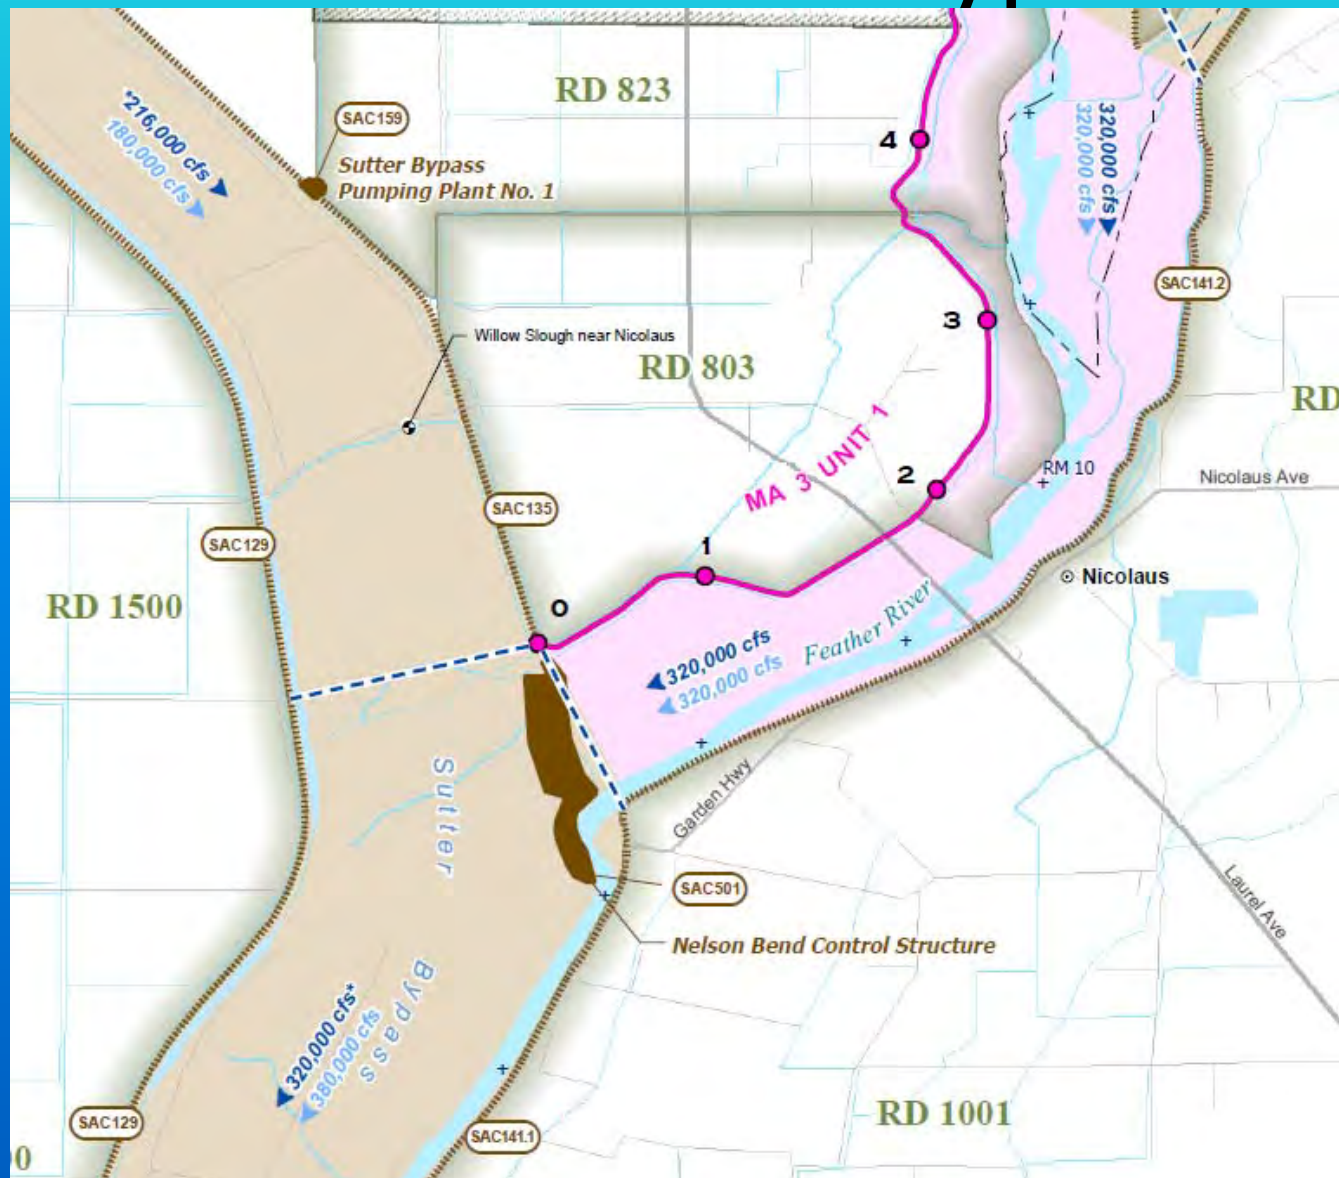 RD 823
*216,000 cfs
180,000 cfs
SAC159
Sutter Bypass
Pumping Plant No. 1
4
320,000 cfs
320,000 cfs
SAC141.2
3
Willow Slough near Nicolaus
RD 803
RD
MA 3 UNIT 1
2
RM 10
Nicolaus Ave
SAC135
SAC129
1
Nicolaus
RD 1500
0
Feather River
320,000 cfs
320,000 cfs
Sutter
Bypass
Garden Hwy
SAC501
Laurel Ave
Nelson Bend Control Structure
320,000 cfs*
380,000 cfs
SAC129
SAC141.1
RD 1001
00